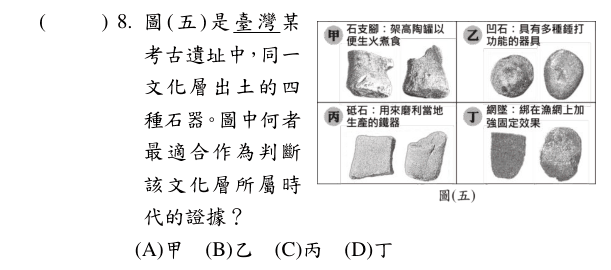 (　　) 8. 圖(五)是臺灣某
考古遺址中，同一
文化層出土的四
種石器。圖中何者
最適合作為判斷
該文化層所屬時
代的證據？
(A)甲　(B)乙　(C)丙　(D)丁
甲 石支腳：架高陶罐以
便生火煮食
乙 凹石：具有多種錘打
功能的器具
丙 砥石：用來磨利當地
生產的鐵器
丁 網墜：綁在漁網上加
強固定效果
圖(五)